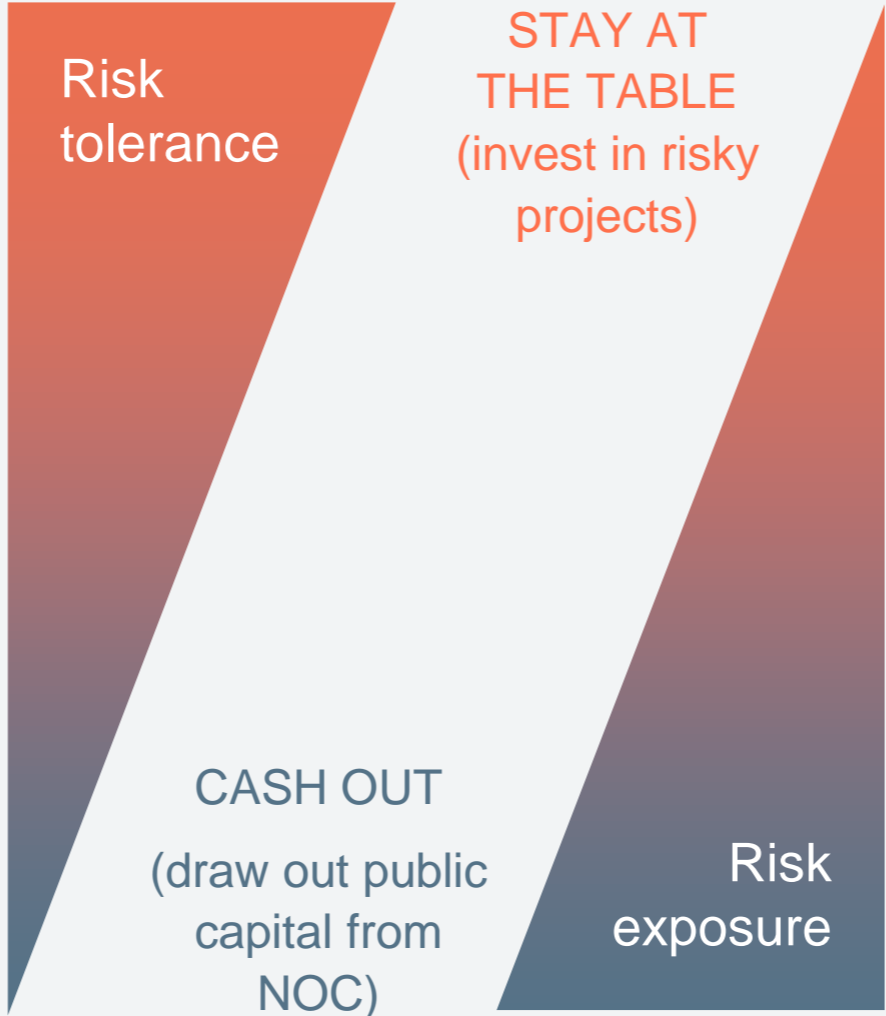 Risk
tolerance
STAY AT
THE TABLE
(invest in risky
projects)
CASH OUT
(draw out public
capital from
NOC)
Risk
exposure